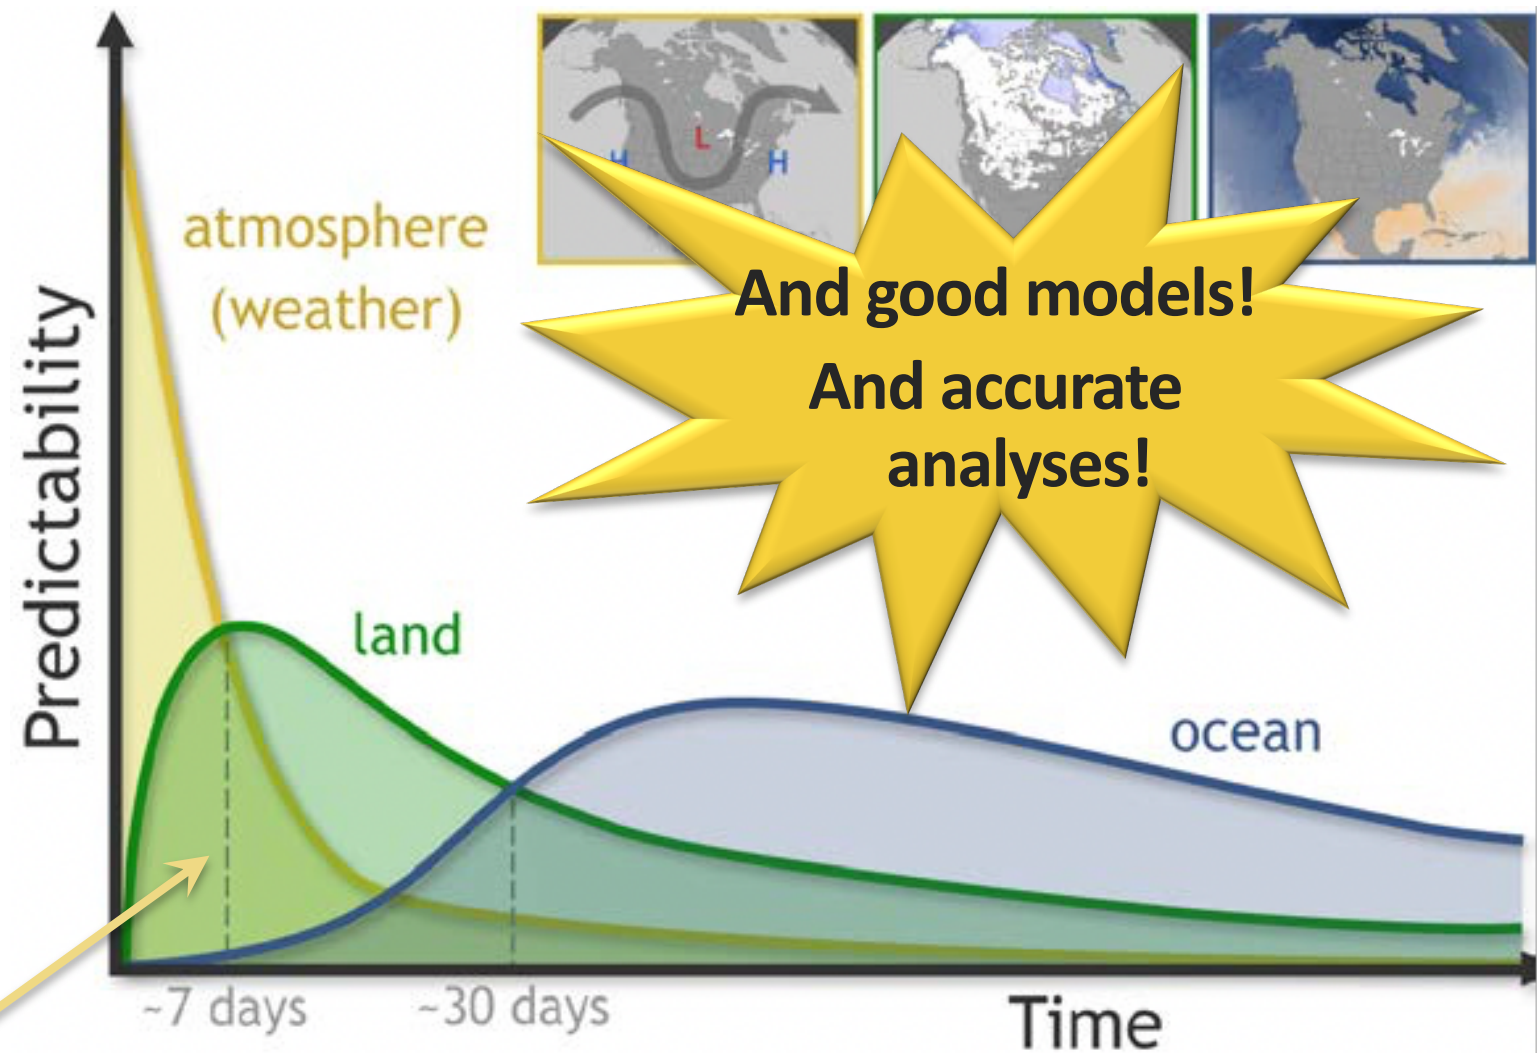 L
H
H
atmosphere
(weather)
And good models!
And accurate
analyses!
Predictability
land
ocean
~7 days
~30 days
Time